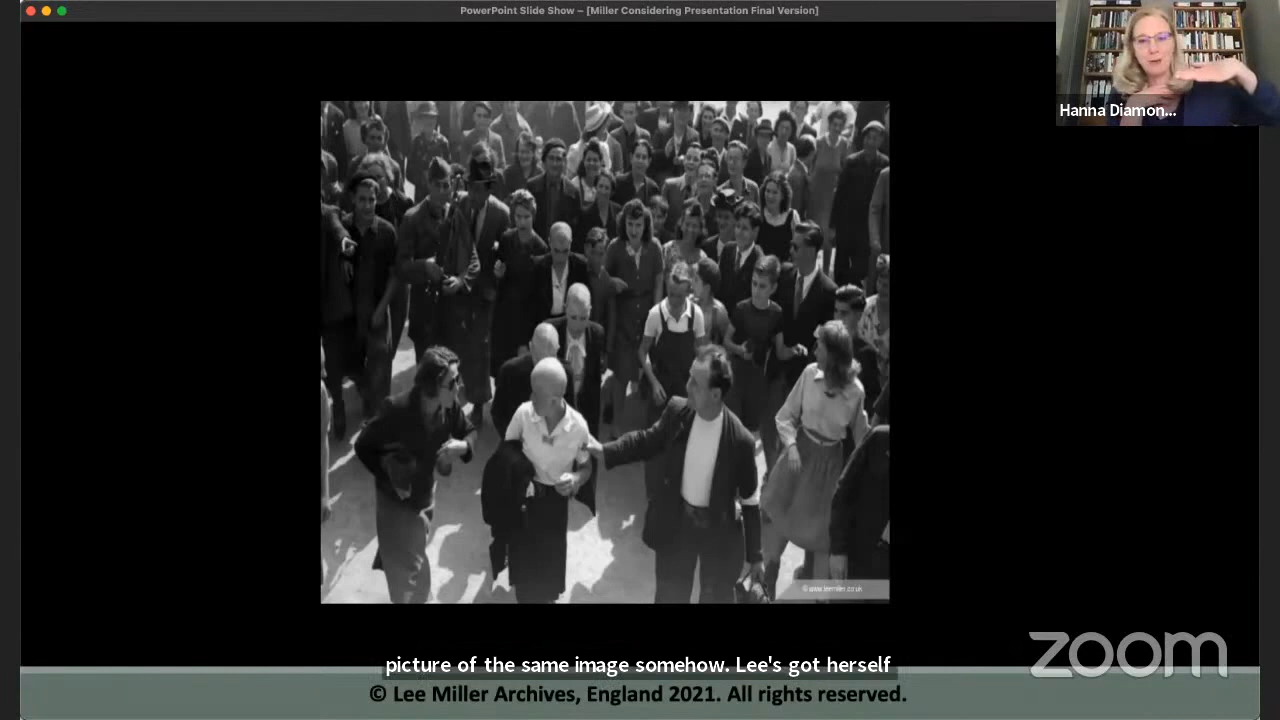 PowerPoint Slide Show – [Miller Considering Presentation Final Version]
Hanna Diamon...
© www.leemiller.co.uk
picture of the same image somehow. Lee's got herself
zoom
© Lee Miller Archives, England 2021. All rights reserved.